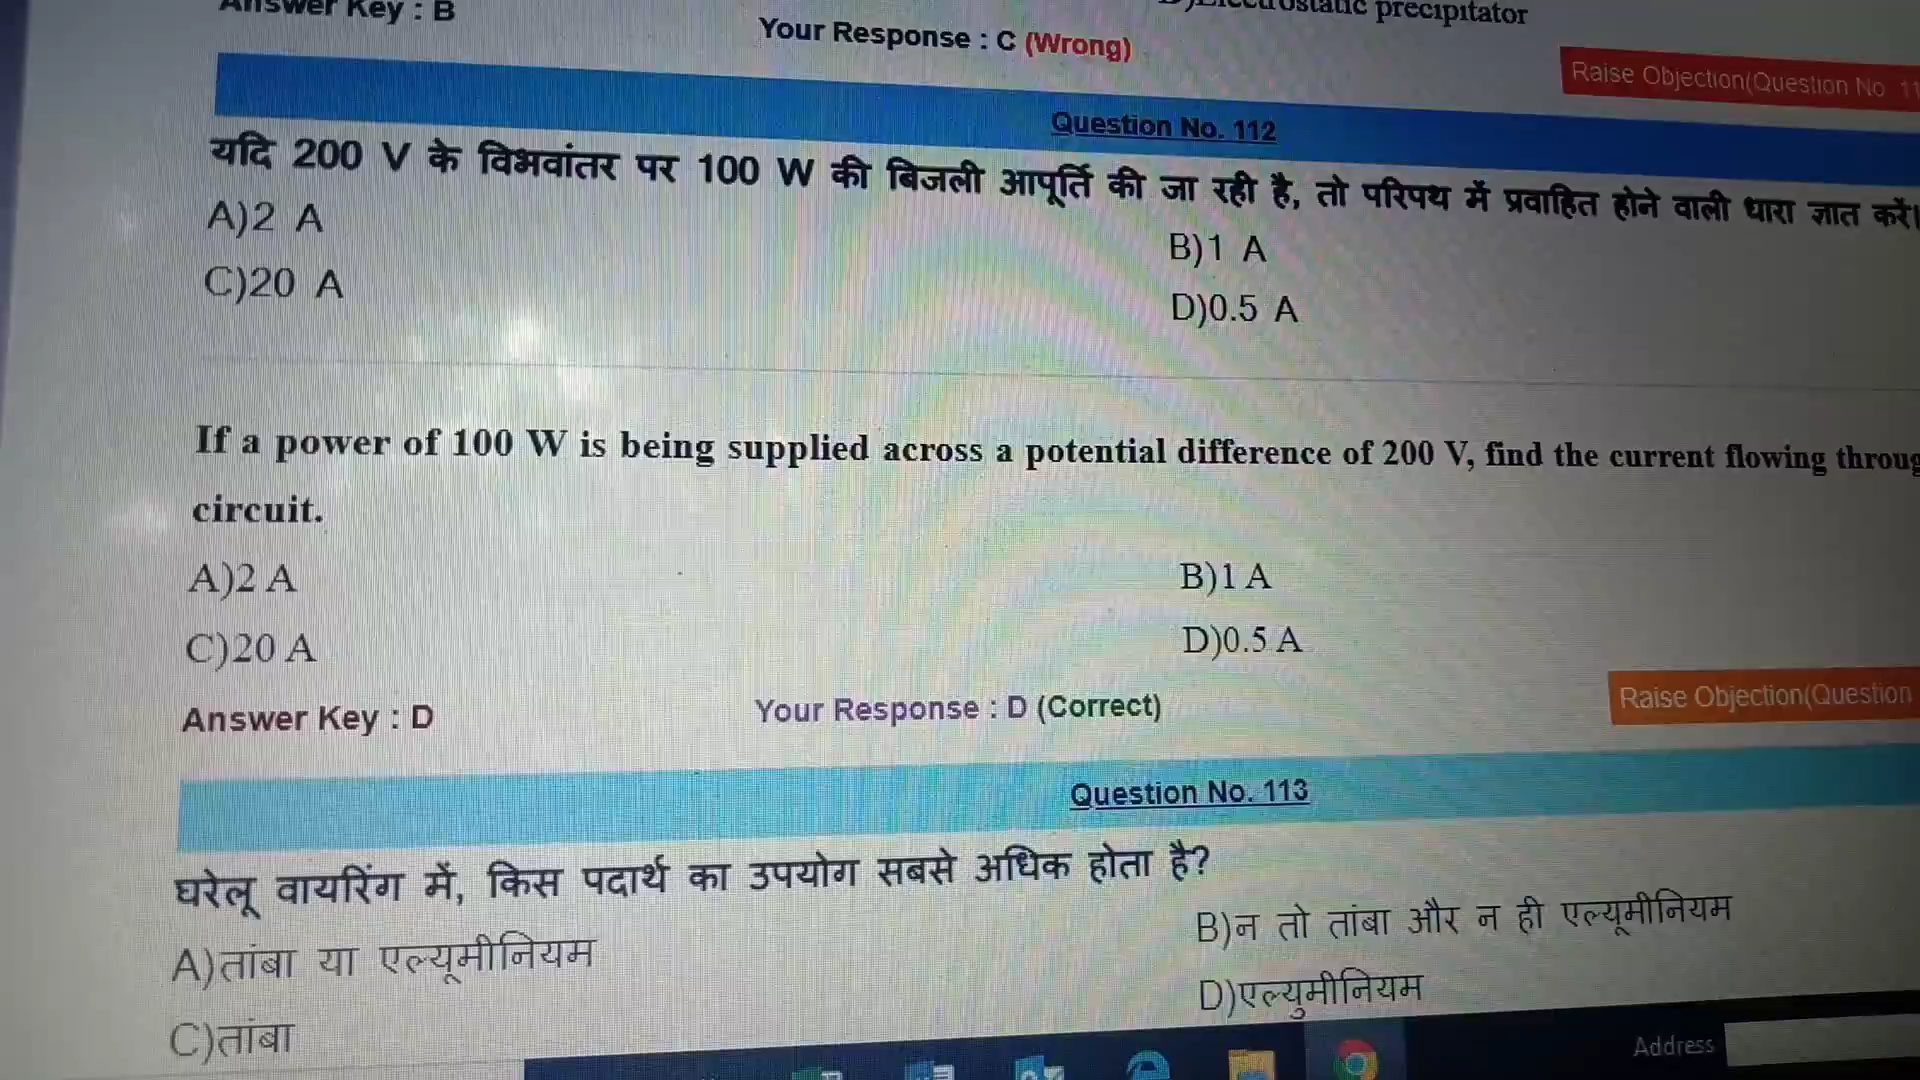 Answer Key : B
Electrostatic precipitator
Your Response : C (Wrong)
Raise Objection(Question No 11
Question No. 112
यदि 200 V के विभवांतर पर 100 W की बिजली आपूर्ति की जा रही है, तो परिपथ में प्रवाहित होने वाली धारा ज्ञात करें।
A)2 A
B)1 A
C)20 A
D)0.5 A
If a power of 100 W is being supplied across a potential difference of 200 V, find the current flowing throug
circuit.
A)2 A
B)1 A
C)20 A
D)0.5 A
Answer Key : D
Your Response : D (Correct)
Raise Objection(Question
Question No. 113
घरेलू वायरिंग में, किस पदार्थ का उपयोग सबसे अधिक होता है?
A)तांबा या एल्यूमीनियम
B)न तो तांबा और न ही एल्यूमीनियम
C)तांबा
D)एल्युमीनियम
Address